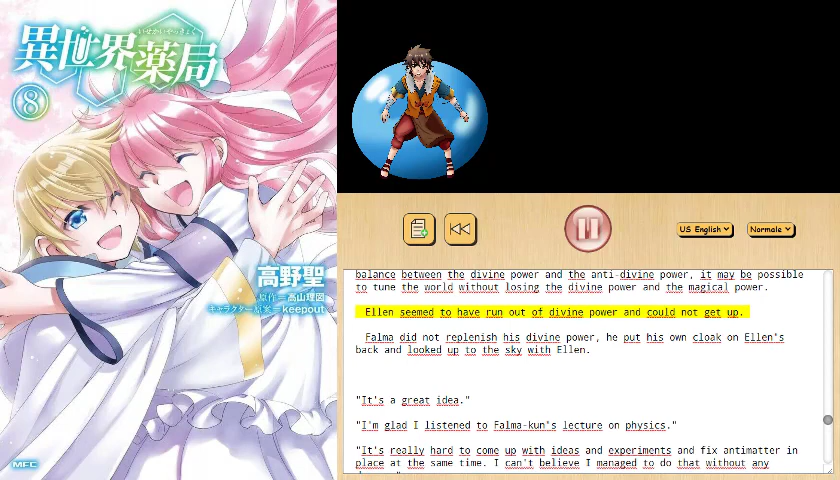 異世界薬局
いせかいやっきょく
8
高野聖
原作=高山理図
キャラクター原案=keepout
MFC
US English
Normale
balance between the divine power and the anti-divine power, it may be possible
to tune the world without losing the divine power and the magical power.
Ellen seemed to have run out of divine power and could not get up.
Falma did not replenish his divine power, he put his own cloak on Ellen's
back and looked up to the sky with Ellen.
"It's a great idea."
"I'm glad I listened to Falma-kun's lecture on physics."
"It's really hard to come up with ideas and experiments and fix antimatter in
place at the same time. I can't believe I managed to do that without any